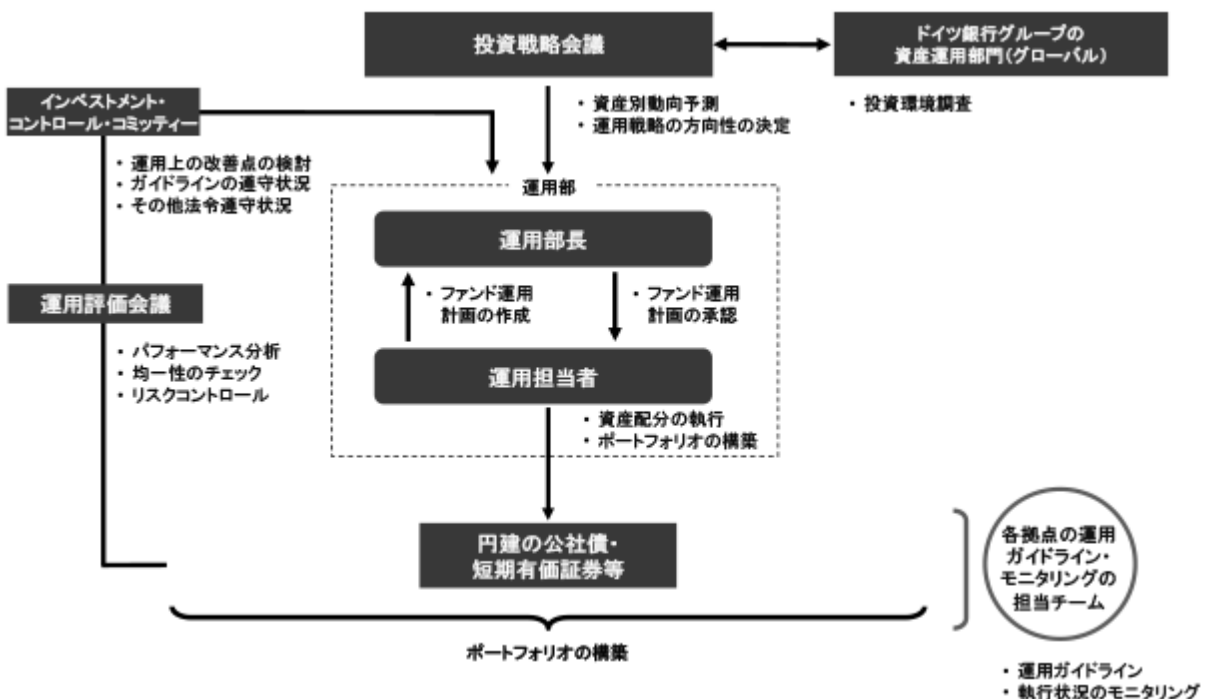 投資戦略会議
ドイツ銀行グループの
資産運用部門(グローバル)
・ 資産別動向予測
・ 運用戦略の方向性の決定
・ 投資環境調査
インベストメント・
コントロール・コミッティー
・ 運用上の改善点の検討
・ ガイドラインの遵守状況
・ その他法令遵守状況
運用部
運用部長
・ ファンド運用
計画の作成
・ ファンド運用
計画の承認
運用評価会議
・ パフォーマンス分析
・ 均一性のチェック
・ リスクコントロール
運用担当者
・ 資産配分の執行
・ ポートフォリオの構築
円建の公社債・
短期有価証券等
各拠点の運用
ガイドライン・
モニタリングの
担当チーム
ポートフォリオの構築
・ 運用ガイドライン
・ 執行状況のモニタリング